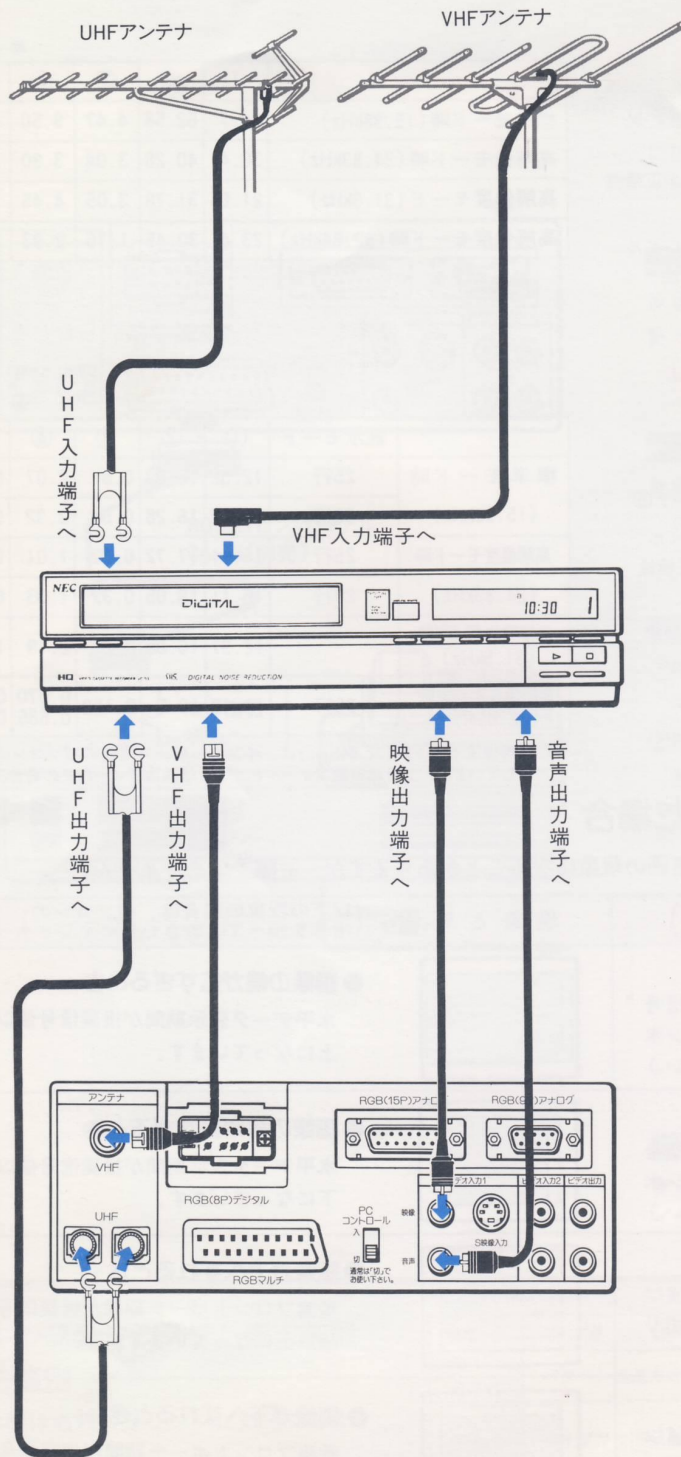 UHFアンテナ
VHFアンテナ
UHF入力端子へ
VHF入力端子へ
NEC
DIGITAL
10:30 1
HQ
VHS
DIGITAL NOISE REDUCTION
UHF出力端子へ
VHF出力端子へ
映像出力端子へ
音声出力端子へ
アンテナ
VHF
UHF
RGB(8P)デジタル
RGBマルチ
RGB(15P)アナログ
RGB(9P)アナログ
PC
コントロール
入
切
通常は「切」で
お使い下さい。
ビデオ入力1
ビデオ入力2
ビデオ出力
映像
S映像入力
音声